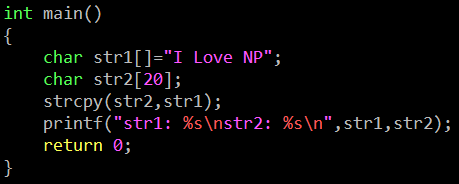 int main()
{
    char str1[]="I Love NP";
    char str2[20];
    strcpy(str2,str1);
    printf("str1: %s\nstr2: %s\n",str1,str2);
    return 0;
}